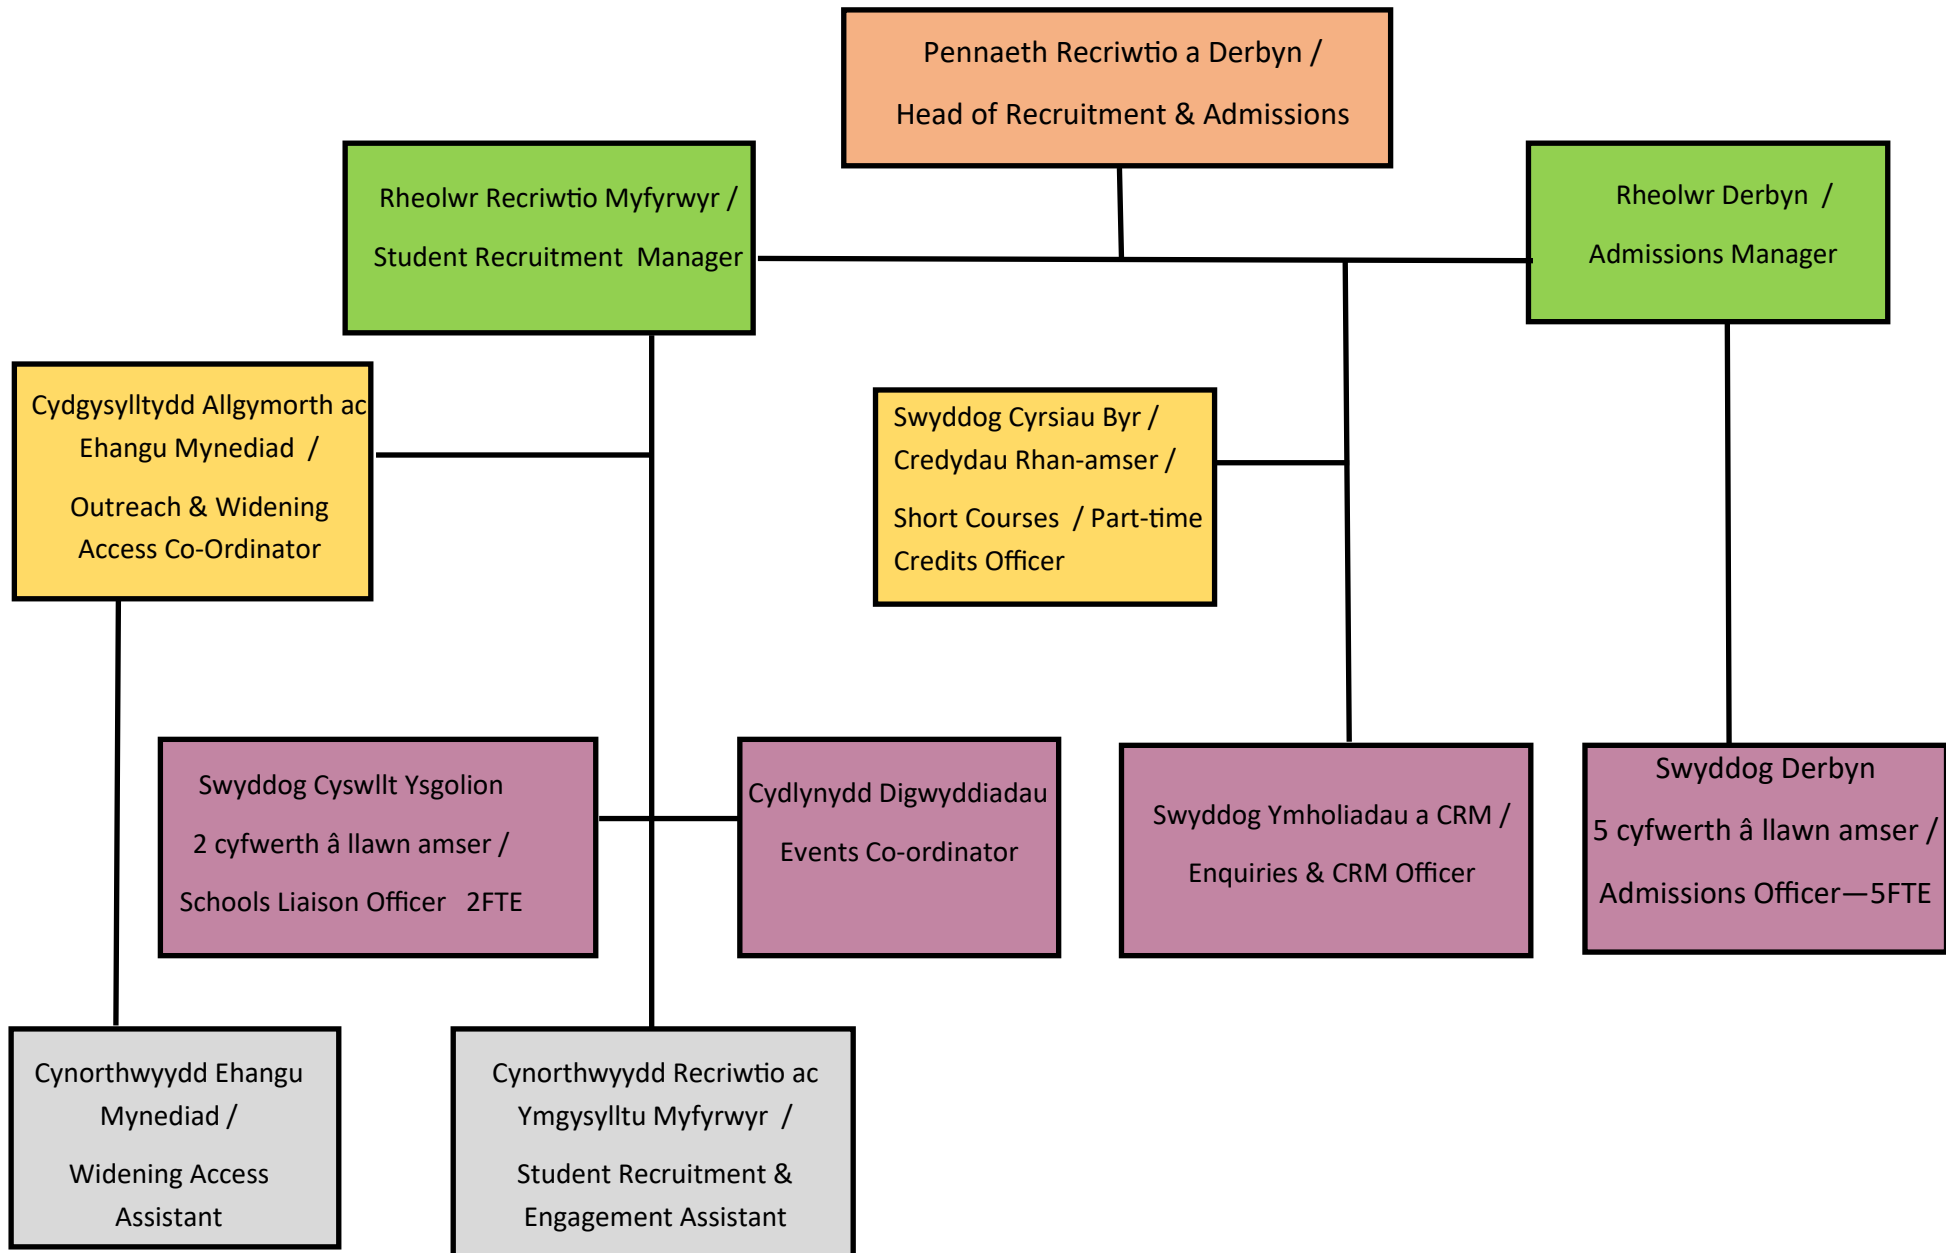 Pennaeth Recriwtio a Derbyn /
Head of Recruitment & Admissions
Rheolwr Recriwtio Myfyrwyr /
Student Recruitment Manager
Rheolwr Derbyn /
Admissions Manager
Cydgysylltydd Allgymorth ac
Ehangu Mynediad /
Outreach & Widening
Access Co-Ordinator
Swyddog Cyrsiau Byr /
Credydau Rhan-amser /
Short Courses / Part-time
Credits Officer
Swyddog Cyswllt Ysgolion
2 cyfwerth â llawn amser /
Schools Liaison Officer 2FTE
Cydlynydd Digwyddiadau
Events Co-ordinator
Swyddog Ymholiadau a CRM /
Enquiries & CRM Officer
Swyddog Derbyn
5 cyfwerth â llawn amser /
Admissions Officer—5FTE
Cynorthwyydd Ehangu
Mynediad /
Widening Access
Assistant
Cynorthwyydd Recriwtio ac
Ymgysylltu Myfyrwyr /
Student Recruitment &
Engagement Assistant